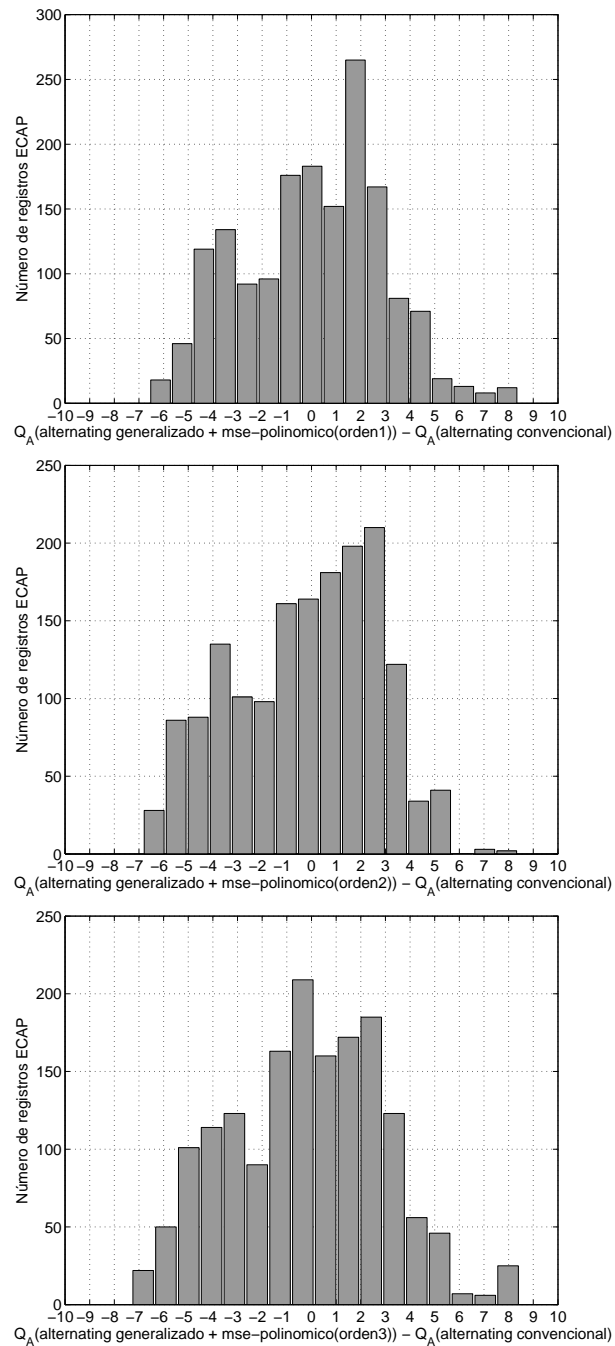 300
250
200
150
100
50
0
Número de registros ECAP
−10 −9 −8 −7 −6 −5 −4 −3 −2 −1 0 1 2 3 4 5 6 7 8 9 10
Q_A(alternating generalizado + mse−polinomico(orden1)) − Q_A(alternating convencional)
250
200
150
100
50
0
Número de registros ECAP
−10 −9 −8 −7 −6 −5 −4 −3 −2 −1 0 1 2 3 4 5 6 7 8 9 10
Q_A(alternating generalizado + mse−polinomico(orden2)) − Q_A(alternating convencional)
250
200
150
100
50
0
Número de registros ECAP
−10 −9 −8 −7 −6 −5 −4 −3 −2 −1 0 1 2 3 4 5 6 7 8 9 10
Q_A(alternating generalizado + mse−polinomico(orden3)) − Q_A(alternating convencional)